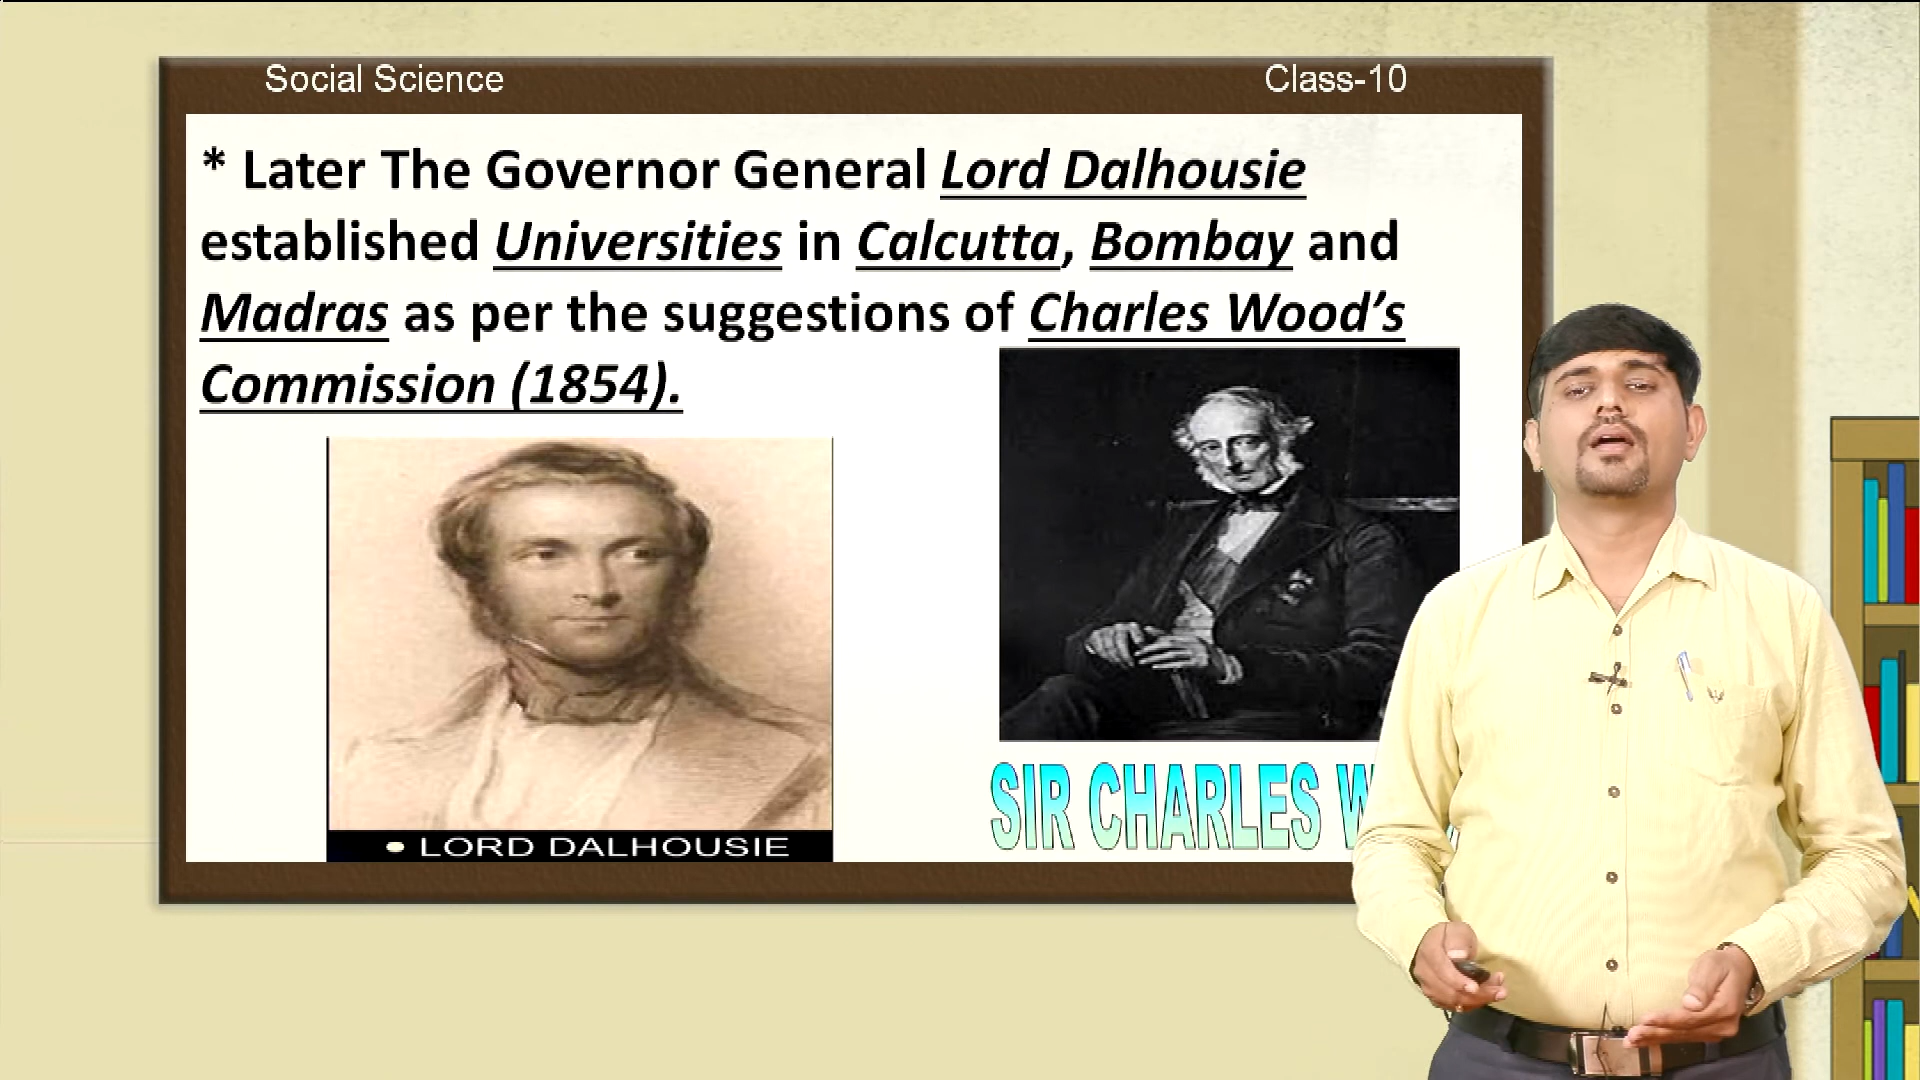 Social Science
Class-10
* Later The Governor General Lord Dalhousie
established Universities in Calcutta, Bombay and
Madras as per the suggestions of Charles Wood’s
Commission (1854).
• LORD DALHOUSIE
SIR CHARLES